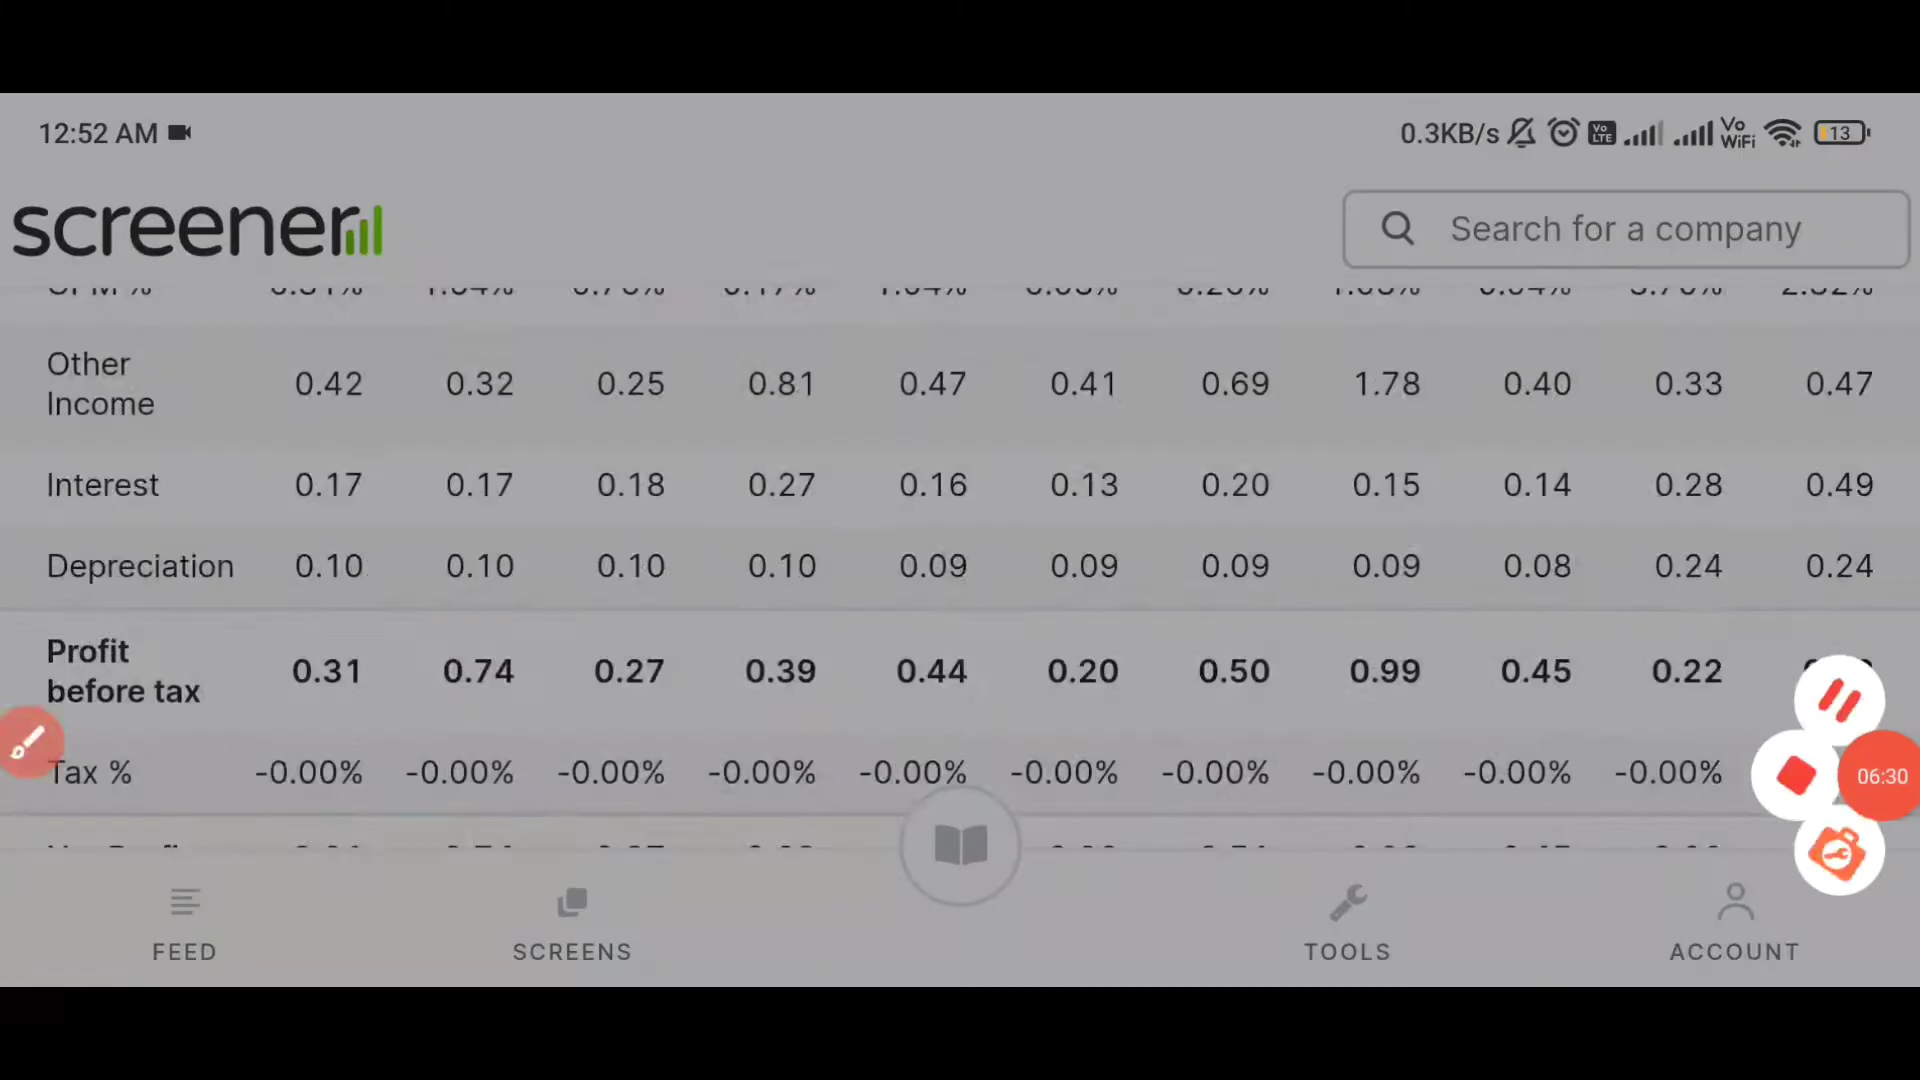 12:52 AM
0.3KB/s Vo LTE Vo WiFi 13
screener
Search for a company
Other Income 0.42 0.32 0.25 0.81 0.47 0.41 0.69 1.78 0.40 0.33 0.47
Interest 0.17 0.17 0.18 0.27 0.16 0.13 0.20 0.15 0.14 0.28 0.49
Depreciation 0.10 0.10 0.10 0.10 0.09 0.09 0.09 0.09 0.08 0.24 0.24
Profit before tax 0.31 0.74 0.27 0.39 0.44 0.20 0.50 0.99 0.45 0.22
Tax % -0.00% -0.00% -0.00% -0.00% -0.00% -0.00% -0.00% -0.00% -0.00% -0.00%
06:30
FEED
SCREENS
TOOLS
ACCOUNT